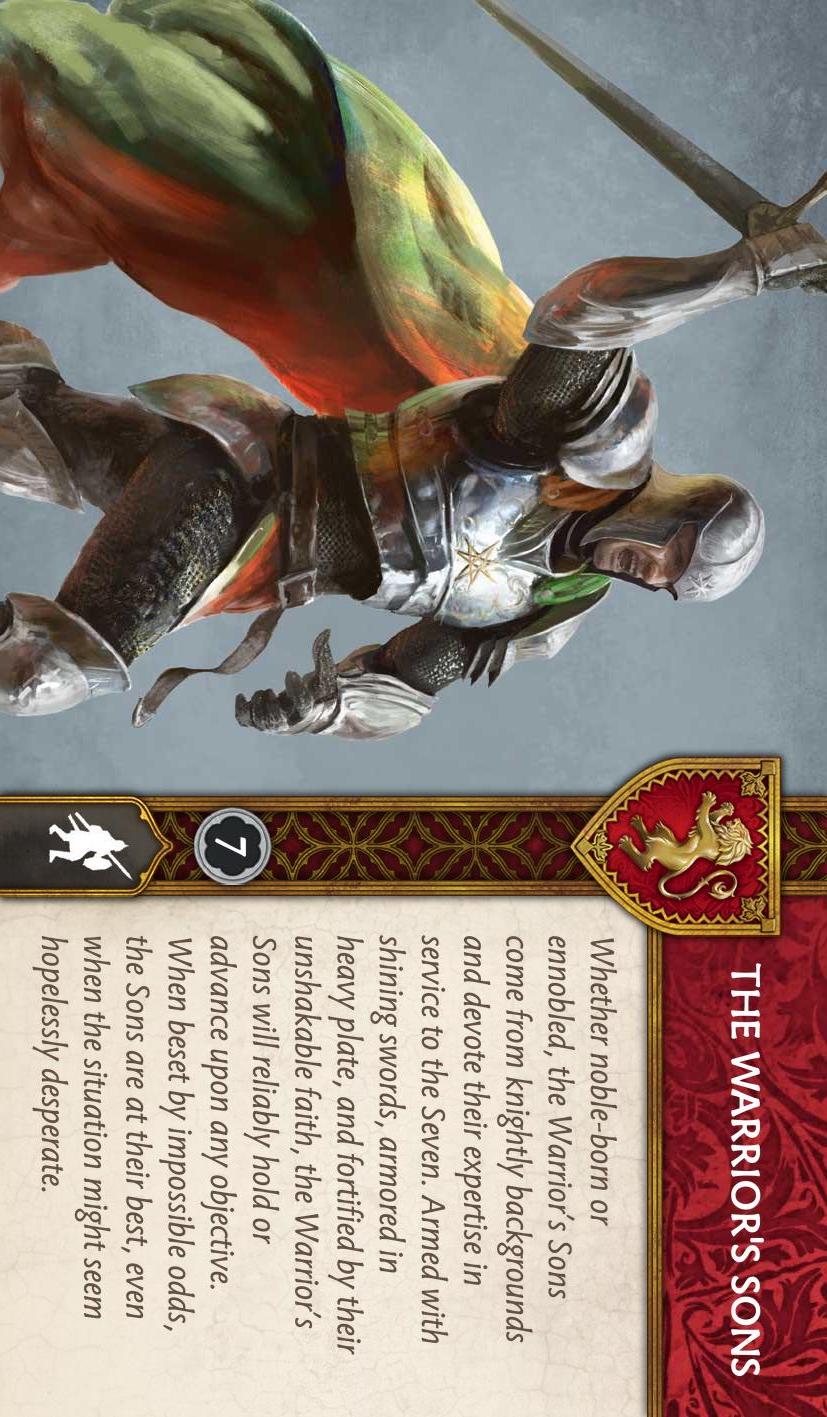 THE WARRIOR'S SONS
7
Whether noble-born or
ennobled, the Warrior's Sons
come from knightly backgrounds
and devote their expertise in
service to the Seven. Armed with
shining swords, armored in
heavy plate, and fortified by their
unshakable faith, the Warrior's
Sons will reliably hold or
advance upon any objective.
When beset by impossible odds,
the Sons are at their best, even
when the situation might seem
hopelessly desperate.